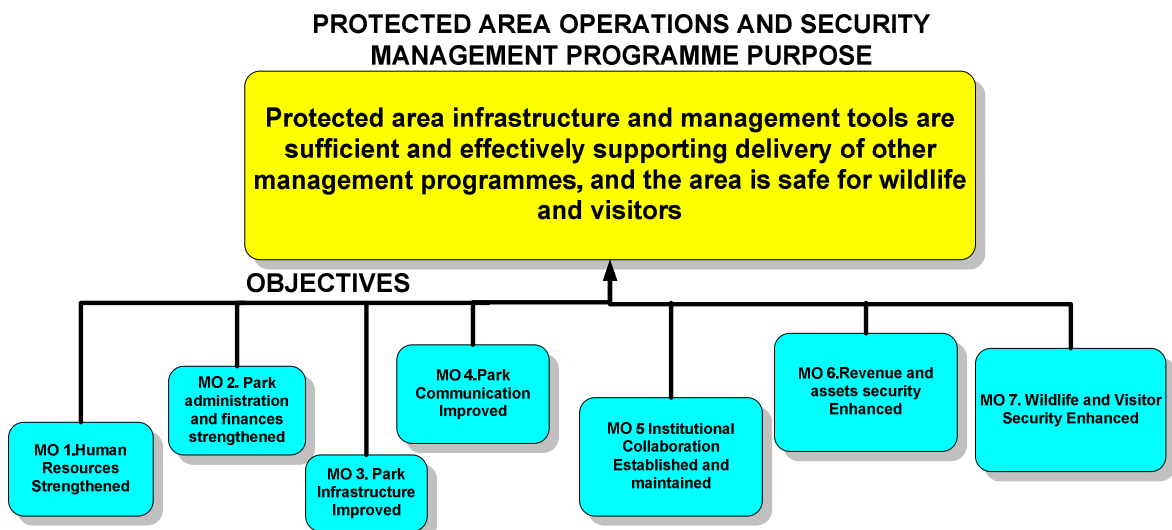 PROTECTED AREA OPERATIONS AND SECURITY
MANAGEMENT PROGRAMME PURPOSE
Protected area infrastructure and management tools are
sufficient and effectively supporting delivery of other
management programmes, and the area is safe for wildlife
and visitors
OBJECTIVES
MO 1.Human
Resources
Strengthened
MO 2. Park
administration
and finances
strengthened
MO 3. Park
Infrastructure
Improved
MO 4.Park
Communication
Improved
MO 5 Institutional
Collaboration
Established and
maintained
MO 6.Revenue and
assets security
Enhanced
MO 7. Wildlife and Visitor
Security Enhanced